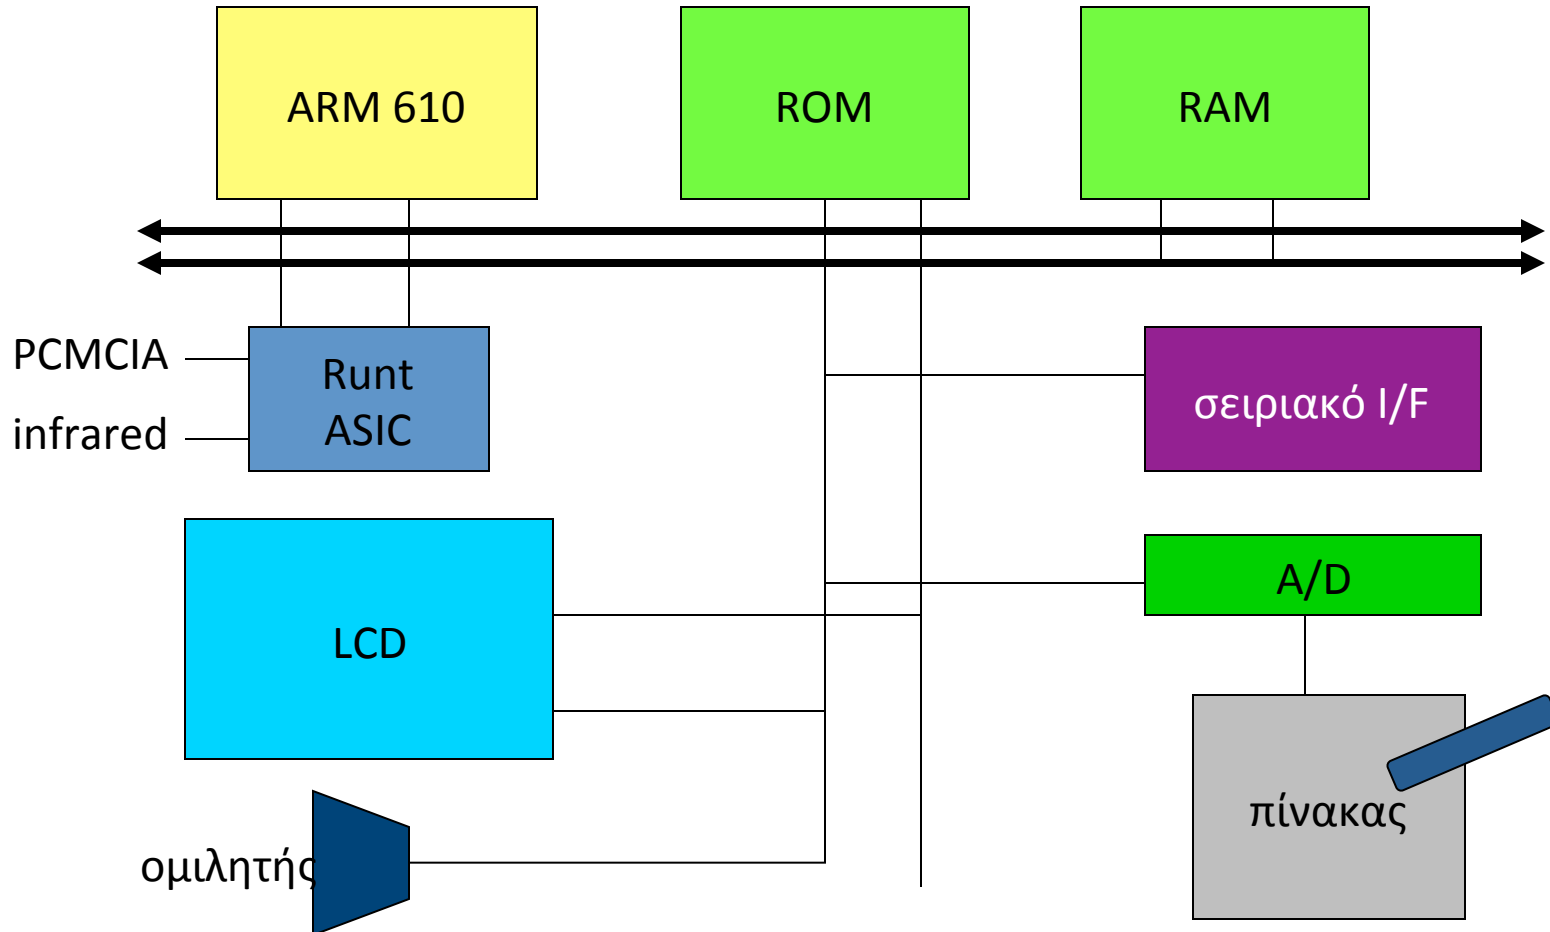 ARM 610
ROM
RAM
PCMCIA
infrared
Runt
ASIC
σειριακό I/F
LCD
A/D
πίνακας
ομιλητής